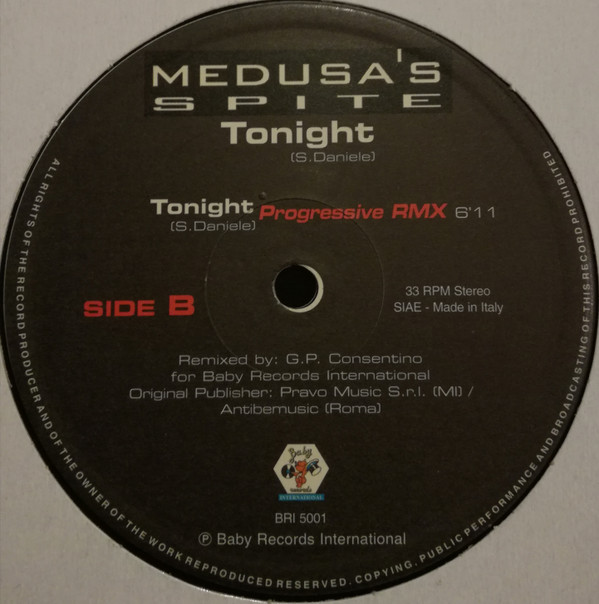 MEDUSA'S
SPITE
Tonight
(S.Daniele)
Tonight Progressive RMX 6'11
(S.Daniele)
SIDE B
33 RPM Stereo
SIAE - Made in Italy
Remixed by: G.P. Consentino
for Baby Records International
Original Publisher: Pravo Music S.r.l. (MI) /
Antibemusic (Roma)
Baby
records
INTERNATIONAL
BRI 5001
℗ Baby Records International
ALL RIGHTS OF THE RECORD PRODUCER AND OF THE OWNER OF THE WORK REPRODUCED RESERVED. COPYING. PUBLIC PERFORMANCE AND BROADCASTING OF THIS RECORD PROHIBITED